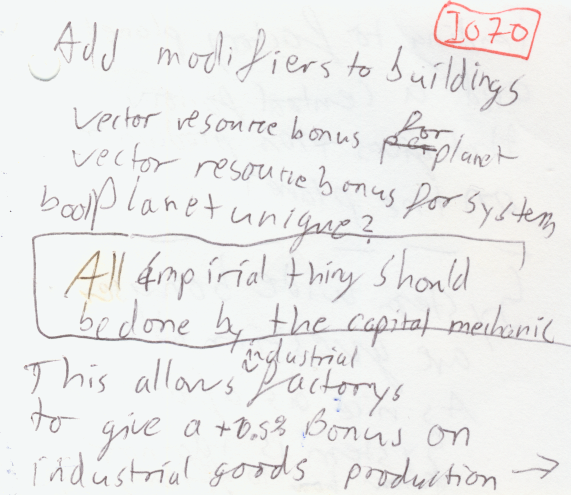 I070
Add modifiers to buildings
vector resource bonus for planet
vector resource bonus for system
bool planet unique?
All empirial thing should
be done by the capital mechanic
This allows industrial factorys
to give a +0.5% bonus on
industrial goods production →